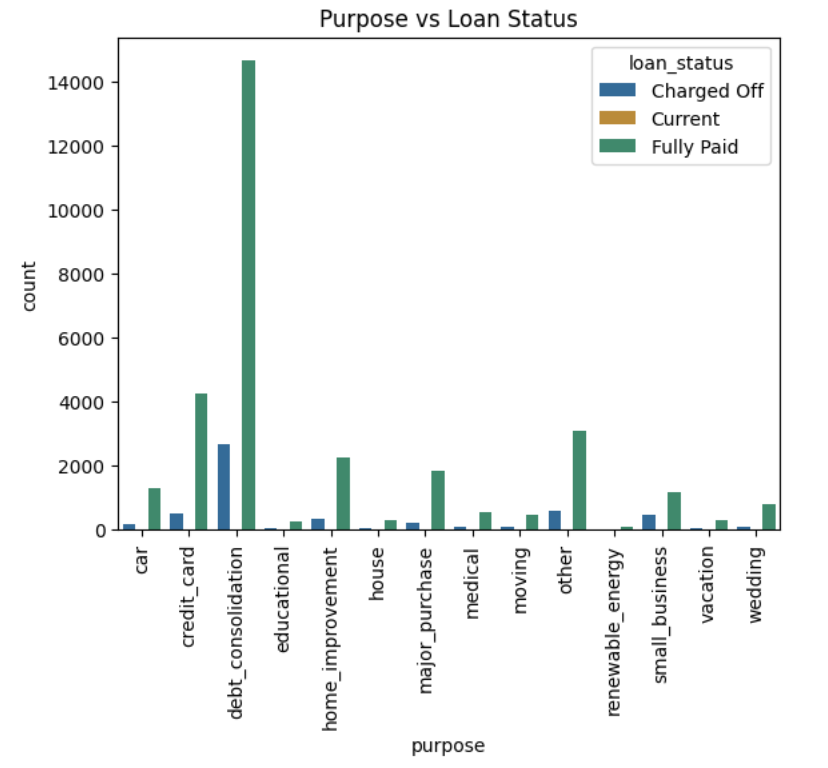 Purpose vs Loan Status
loan_status
Charged Off
Current
Fully Paid
count
14000
12000
10000
8000
6000
4000
2000
0
car
credit_card
debt_consolidation
educational
home_improvement
house
major_purchase
medical
moving
other
renewable_energy
small_business
vacation
wedding
purpose